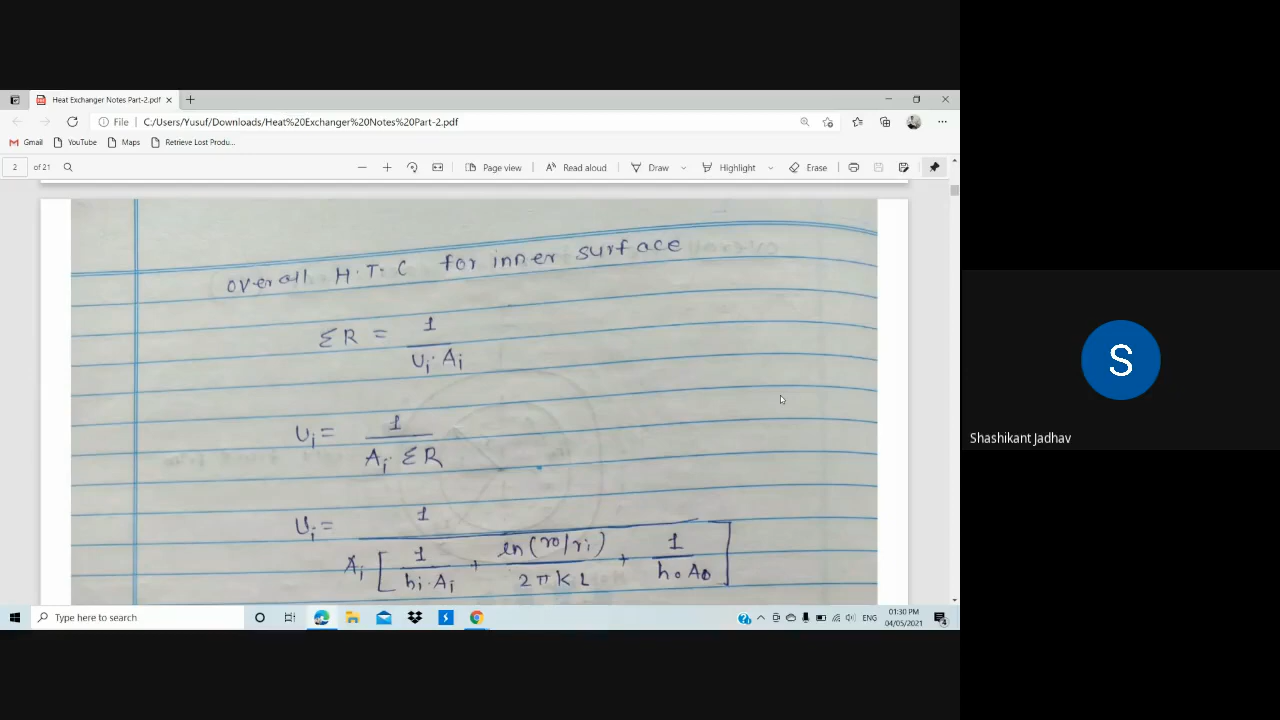 Heat Exchanger Notes Part-2.pdf
File C:/Users/Yusuf/Downloads/Heat%20Exchanger%20Notes%20Part-2.pdf
Gmail YouTube Maps Retrieve Lost Produ...
2 of 21 Page view Read aloud Draw Highlight Erase
overall H.T.C for inner surface
ΣR = 1 / Ui. Ai
Ui = 1 / Ai. ΣR
Ui = 1 / Ai [ 1 / hi. Ai + ln(ro/ri) / 2πKL + 1 / ho Ao ]
S
Shashikant Jadhav
Type here to search
ENG
01:30 PM
04/05/2021